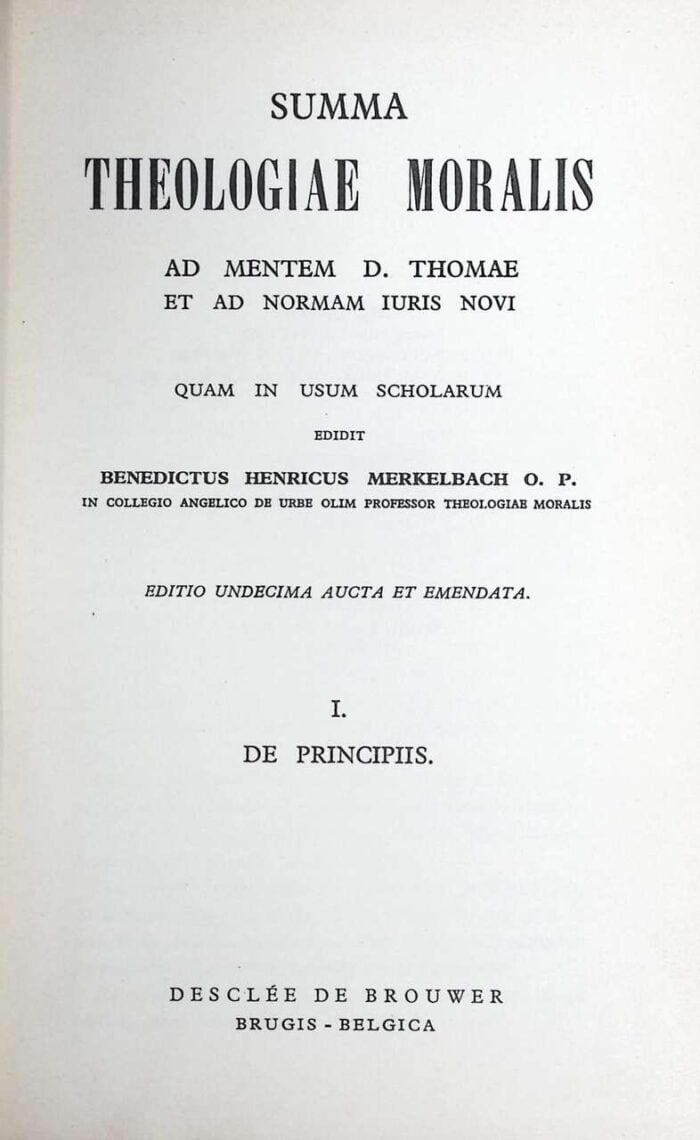 SUMMA
THEOLOGIAE MORALIS
AD MENTEM D. THOMAE
ET AD NORMAM IURIS NOVI
QUAM IN USUM SCHOLARUM
EDIDIT
BENEDICTUS HENRICUS MERKELBACH O. P.
IN COLLEGIO ANGELICO DE URBE OLIM PROFESSOR THEOLOGIAE MORALIS
EDITIO UNDECIMA AUCTA ET EMENDATA.
I.
DE PRINCIPIIS.
DESCLÉE DE BROUWER
BRUGIS - BELGICA